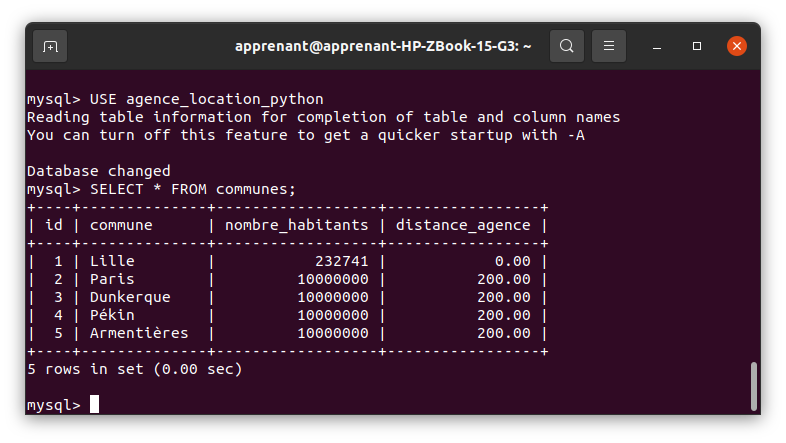 apprenant@apprenant-HP-ZBook-15-G3: ~
mysql> USE agence_location_python
Reading table information for completion of table and column names
You can turn off this feature to get a quicker startup with -A
Database changed
mysql> SELECT * FROM communes;
+----+--------------+------------------+-----------------+
| id | commune      | nombre_habitants | distance_agence |
+----+--------------+------------------+-----------------+
|  1 | Lille        |           232741 |            0.00 |
|  2 | Paris        |         10000000 |          200.00 |
|  3 | Dunkerque    |         10000000 |          200.00 |
|  4 | Pékin        |         10000000 |          200.00 |
|  5 | Armentières  |         10000000 |          200.00 |
+----+--------------+------------------+-----------------+
5 rows in set (0.00 sec)
mysql>